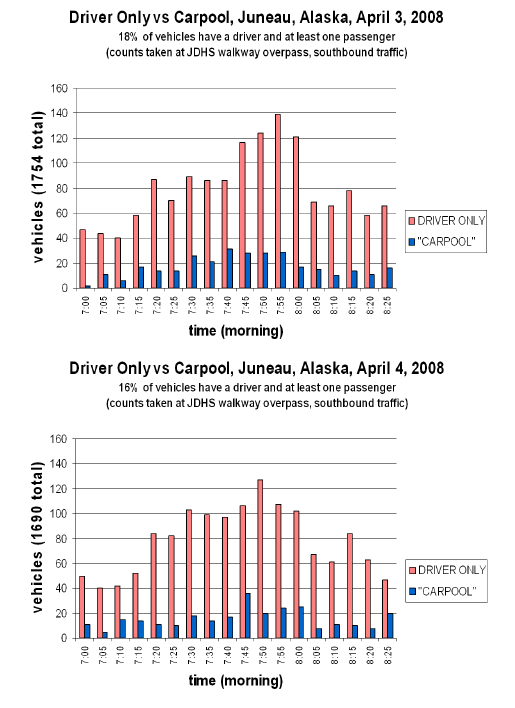 Driver Only vs Carpool, Juneau, Alaska, April 3, 2008
18% of vehicles have a driver and at least one passenger
(counts taken at JDHS walkway overpass, southbound traffic)
vehicles (1754 total)
160
140
120
100
80
60
40
20
0
DRIVER ONLY
"CARPOOL"
7:00 7:05 7:10 7:15 7:20 7:25 7:30 7:35 7:40 7:45 7:50 7:55 8:00 8:05 8:10 8:15 8:20 8:25
time (morning)
Driver Only vs Carpool, Juneau, Alaska, April 4, 2008
16% of vehicles have a driver and at least one passenger
(counts taken at JDHS walkway overpass, southbound traffic)
vehicles (1690 total)
160
140
120
100
80
60
40
20
0
DRIVER ONLY
"CARPOOL"
7:00 7:05 7:10 7:15 7:20 7:25 7:30 7:35 7:40 7:45 7:50 7:55 8:00 8:05 8:10 8:15 8:20 8:25
time (morning)